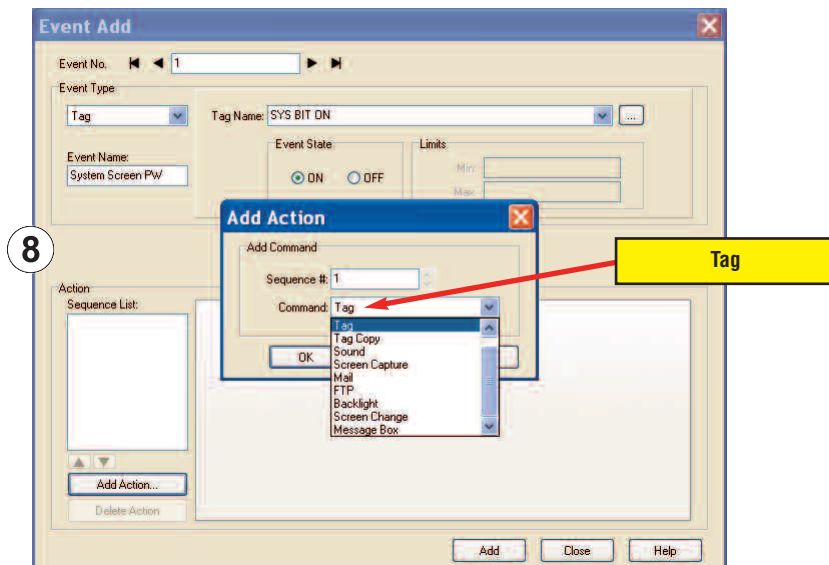 Event Add
Event No. 1
Event Type
Tag
Tag Name: SYS BIT ON ...
Event Name:
System Screen PW
Event State
ON OFF
Limits
Min:
Max:
8
Add Action
Add Command
Sequence #: 1
Command: Tag
Tag
Tag Copy
Sound
Screen Capture
Mail
FTP
Backlight
Screen Change
Message Box
OK
Tag
Action
Sequence List:
Add Action...
Delete Action
Add Close Help